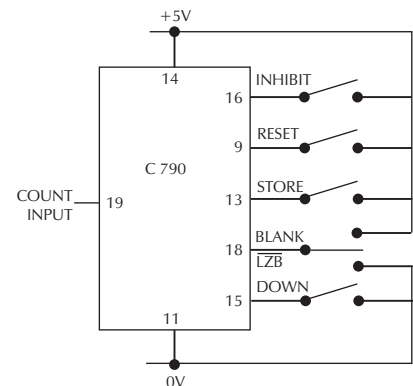 +5V
14
INHIBIT
16
RESET
9
C 790
STORE
13
COUNT
INPUT
19
BLANK
18
LZB
DOWN
15
11
0V